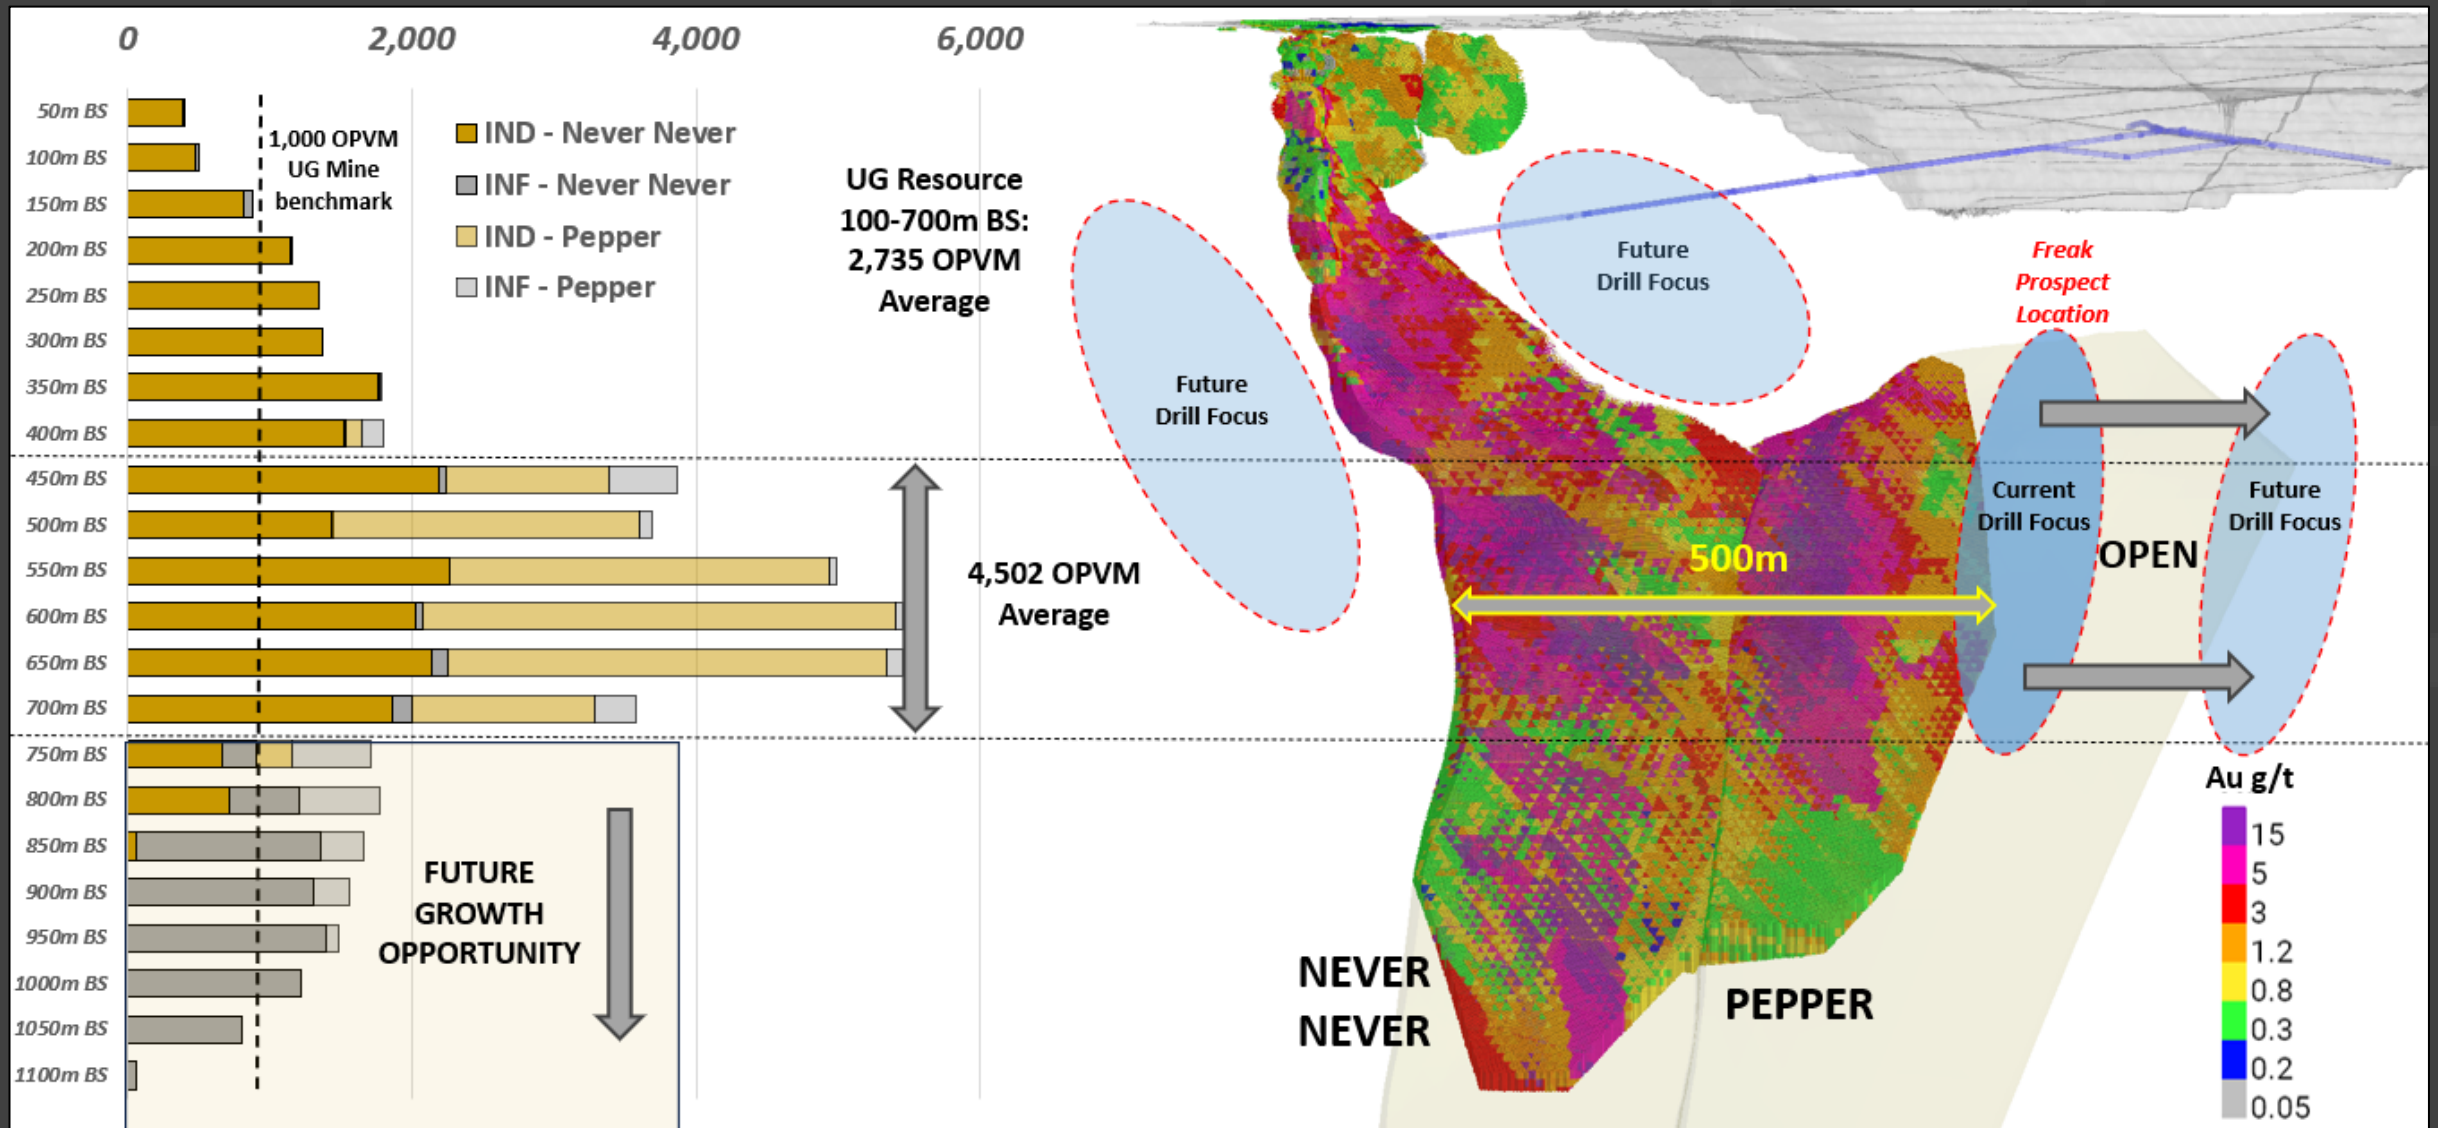 0
2,000
4,000
6,000
50m BS
100m BS
150m BS
200m BS
250m BS
300m BS
350m BS
400m BS
450m BS
500m BS
550m BS
600m BS
650m BS
700m BS
750m BS
800m BS
850m BS
900m BS
950m BS
1000m BS
1050m BS
1100m BS
1,000 OPVM
UG Mine
benchmark
IND - Never Never
INF - Never Never
IND - Pepper
INF - Pepper
UG Resource
100-700m BS:
2,735 OPVM
Average
4,502 OPVM
Average
FUTURE
GROWTH
OPPORTUNITY
Future
Drill Focus
Future
Drill Focus
Freak
Prospect
Location
Current
Drill Focus
OPEN
Future
Drill Focus
500m
NEVER
NEVER
PEPPER
Au g/t
15
5
3
1.2
0.8
0.3
0.2
0.05